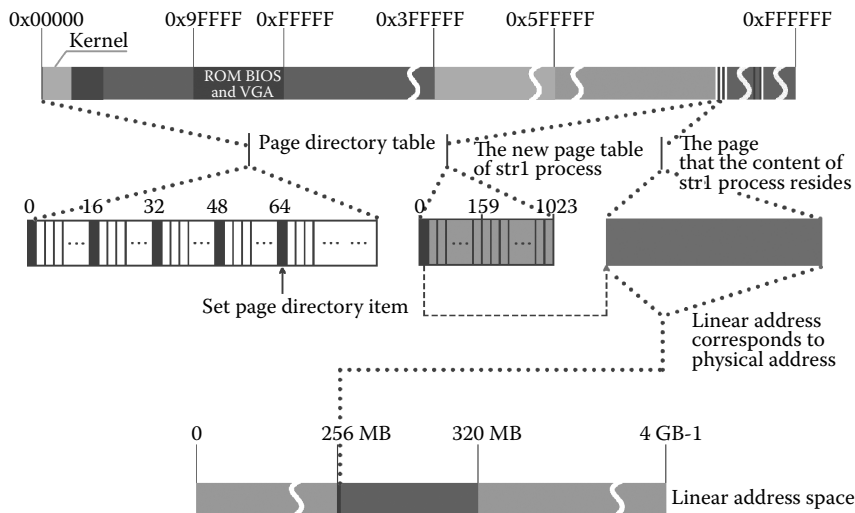 0x00000
0x9FFFF
0xFFFFF
0x3FFFFF
0x5FFFFF
0xFFFFFF
Kernel
ROM BIOS
and VGA
Page directory table
The new page table
of str1 process
The page
that the content of
str1 process resides
0 16 32 48 64
0 159 1023
Set page directory item
Linear address
corresponds to
physical address
0 256 MB 320 MB 4 GB-1
Linear address space